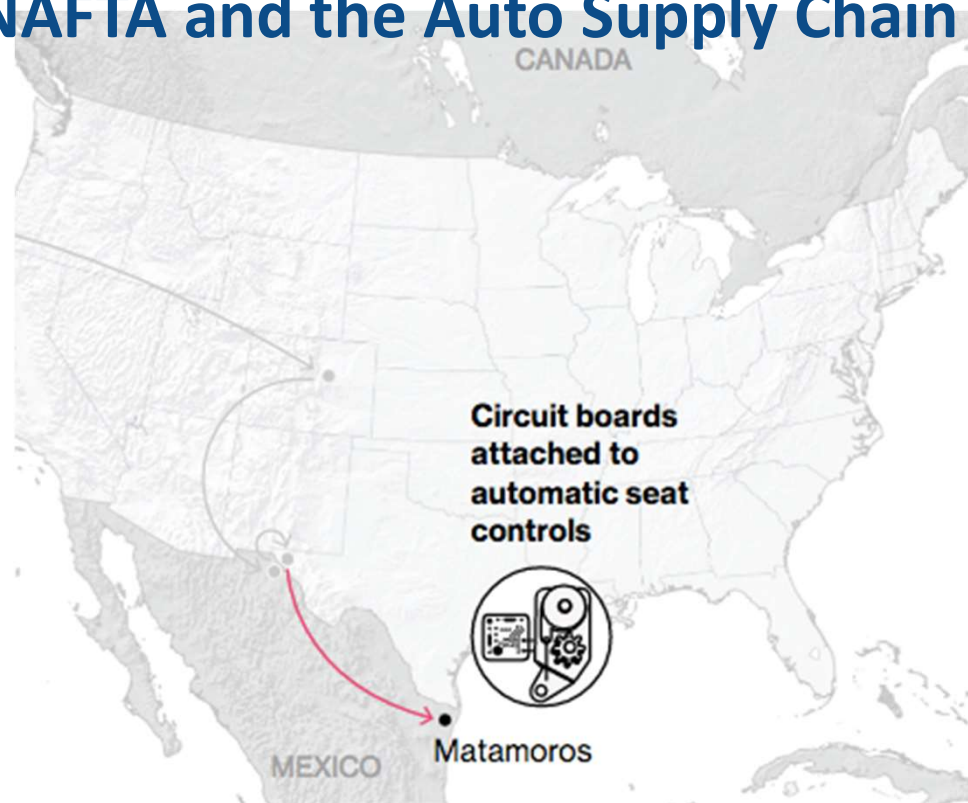 NAFTA and the Auto Supply Chain
CANADA
Circuit boards
attached to
automatic seat
controls
Matamoros
MEXICO